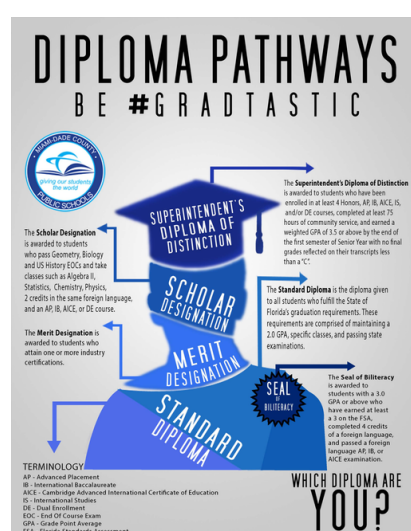 DIPLOMA PATHWAYS
BE #GRADTASTIC
MIAMI-DADE COUNTY
giving our students
the world
PUBLIC SCHOOLS
SUPERINTENDENT'S
DIPLOMA OF
DISTINCTION
The Superintendent's Diploma of Distinction
is awarded to students who have been
enrolled in at least 4 Honors, AP, IB, AICE, IS,
and/or DE courses, completed at least 75
hours of community service, and earned a
weighted GPA of 3.5 or above by the end of
the first semester of Senior Year with no final
grades reflected on their transcripts less
than a "C".
The Scholar Designation
is awarded to students
who pass Geometry, Biology
and US History EOCs and take
classes such as Algebra II,
Statistics, Chemistry, Physics,
2 credits in the same foreign language,
and an AP, IB, AICE, or DE course.
SCHOLAR
DESIGNATION
The Standard Diploma is the diploma given
to all students who fulfill the State of
Florida's graduation requirements. These
requirements are comprised of maintaining a
2.0 GPA, specific classes, and passing state
examinations.
The Merit Designation is
awarded to students who
attain one or more industry
certifications.
MERIT
DESIGNATION
SEAL
OF
BILITERACY
The Seal of Biliteracy
is awarded to
students with a 3.0
GPA or above who
have earned at least
a 3 on the FSA,
completed 4 credits
of a foreign language,
and passed a foreign
language AP, IB, or
AICE examination.
STANDARD
DIPLOMA
TERMINOLOGY
AP - Advanced Placement
IB - International Baccalaureate
AICE - Cambridge Advanced International Certificate of Education
IS - International Studies
DE - Dual Enrollment
EOC - End Of Course Exam
GPA - Grade Point Average
FSA - Florida Standards Assessment
WHICH DIPLOMA ARE
YOU?